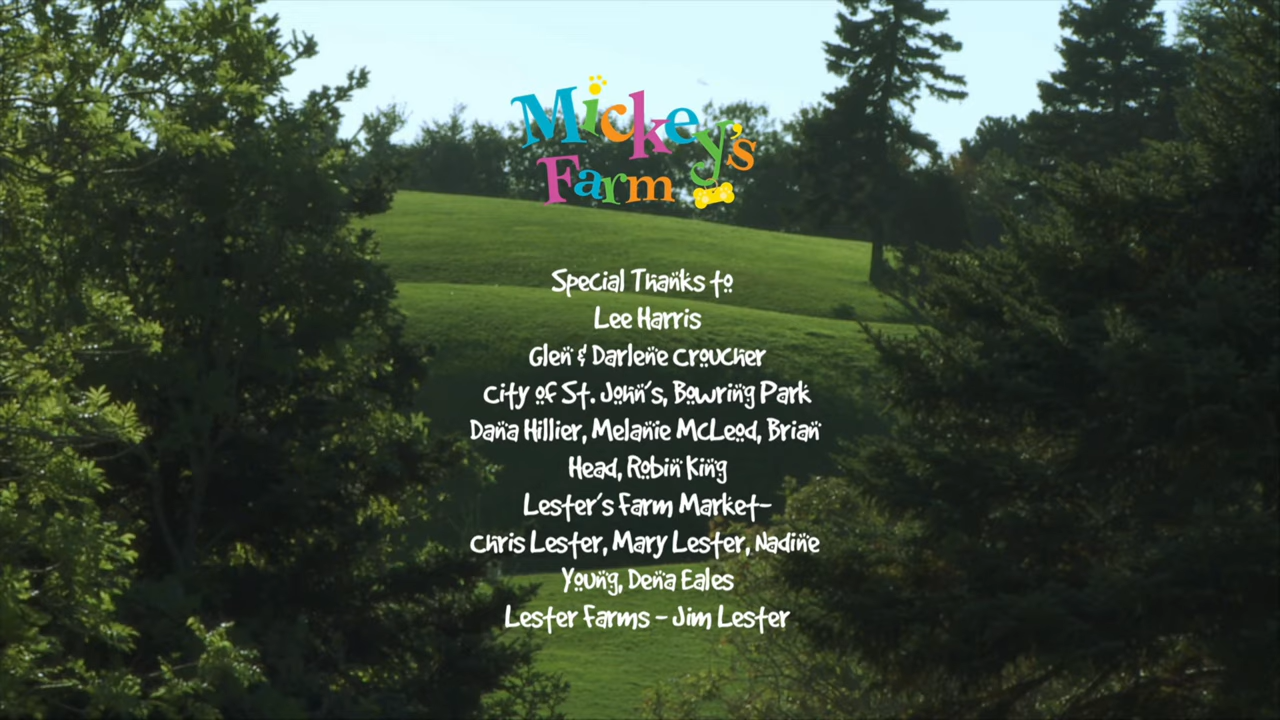 Mickey's
Farm
Special Thanks to
Lee Harris
Glen & Darlene Croucher
City of St. John's, Bowring Park
Dana Hillier, Melanie McLeod, Brian
Head, Robin King
Lester's Farm Market-
Chris Lester, Mary Lester, Nadine
Young, Dena Eales
Lester Farms - Jim Lester